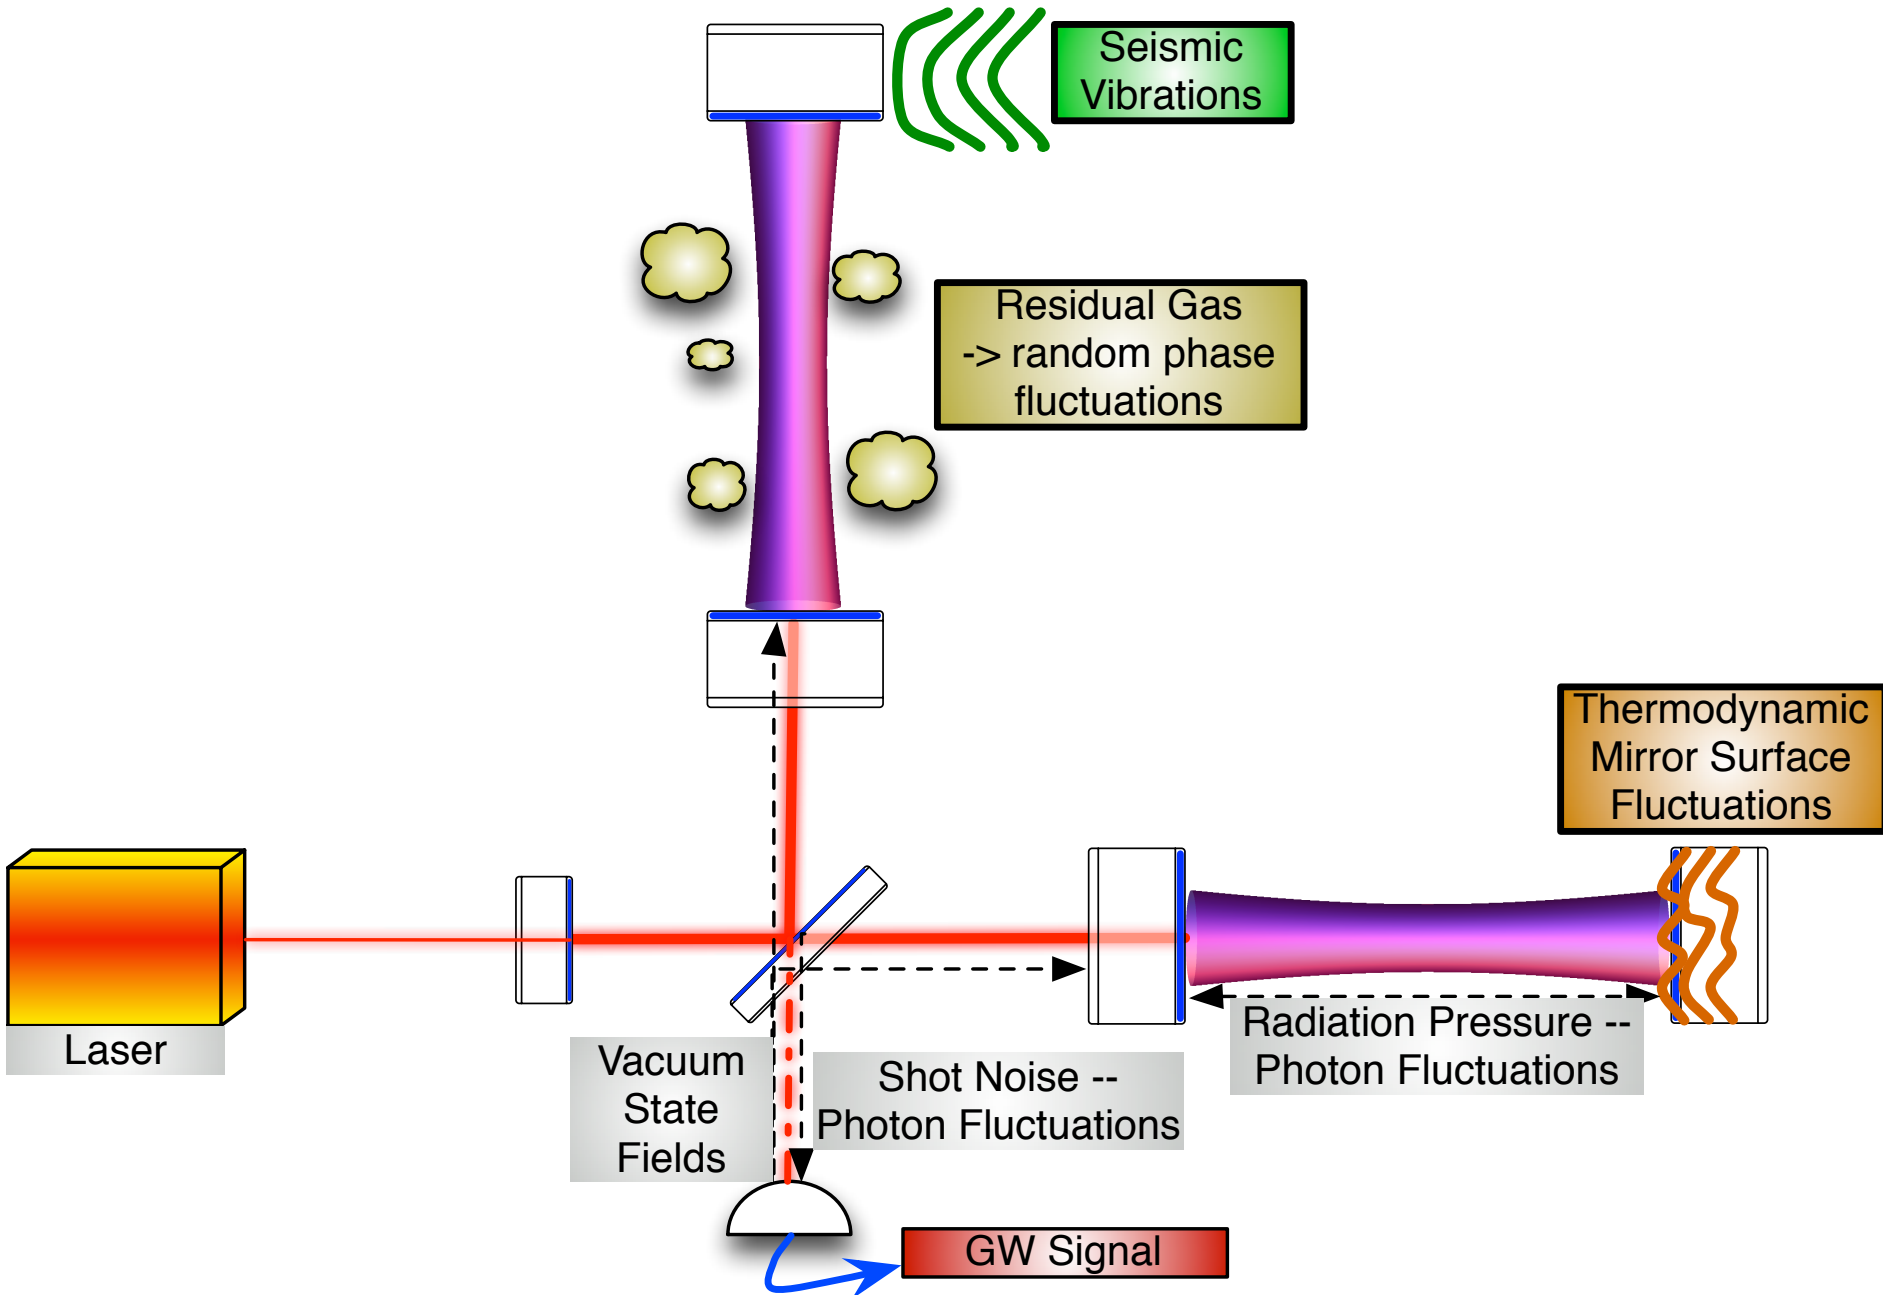 Seismic
Vibrations
Residual Gas
-> random phase
fluctuations
Thermodynamic
Mirror Surface
Fluctuations
Laser
Vacuum
State
Fields
Shot Noise --
Photon Fluctuations
Radiation Pressure --
Photon Fluctuations
GW Signal